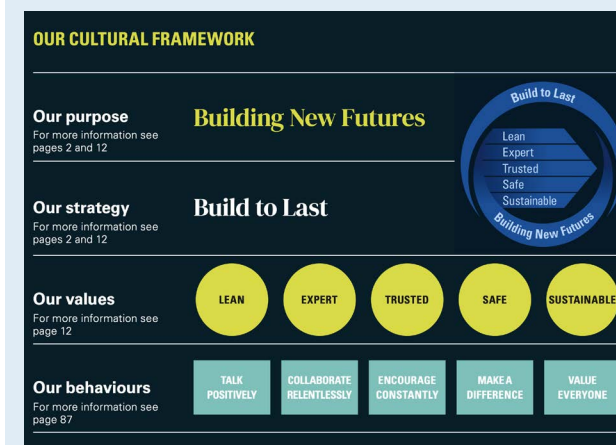 OUR CULTURAL FRAMEWORK
Our purpose
For more information see
pages 2 and 12
Building New Futures
Build to Last
Lean
Expert
Trusted
Safe
Sustainable
Building New Futures
Our strategy
For more information see
pages 2 and 12
Build to Last
Our values
For more information see
page 12
LEAN
EXPERT
TRUSTED
SAFE
SUSTAINABLE
Our behaviours
For more information see
page 87
TALK
POSITIVELY
COLLABORATE
RELENTLESSLY
ENCOURAGE
CONSTANTLY
MAKE A
DIFFERENCE
VALUE
EVERYONE